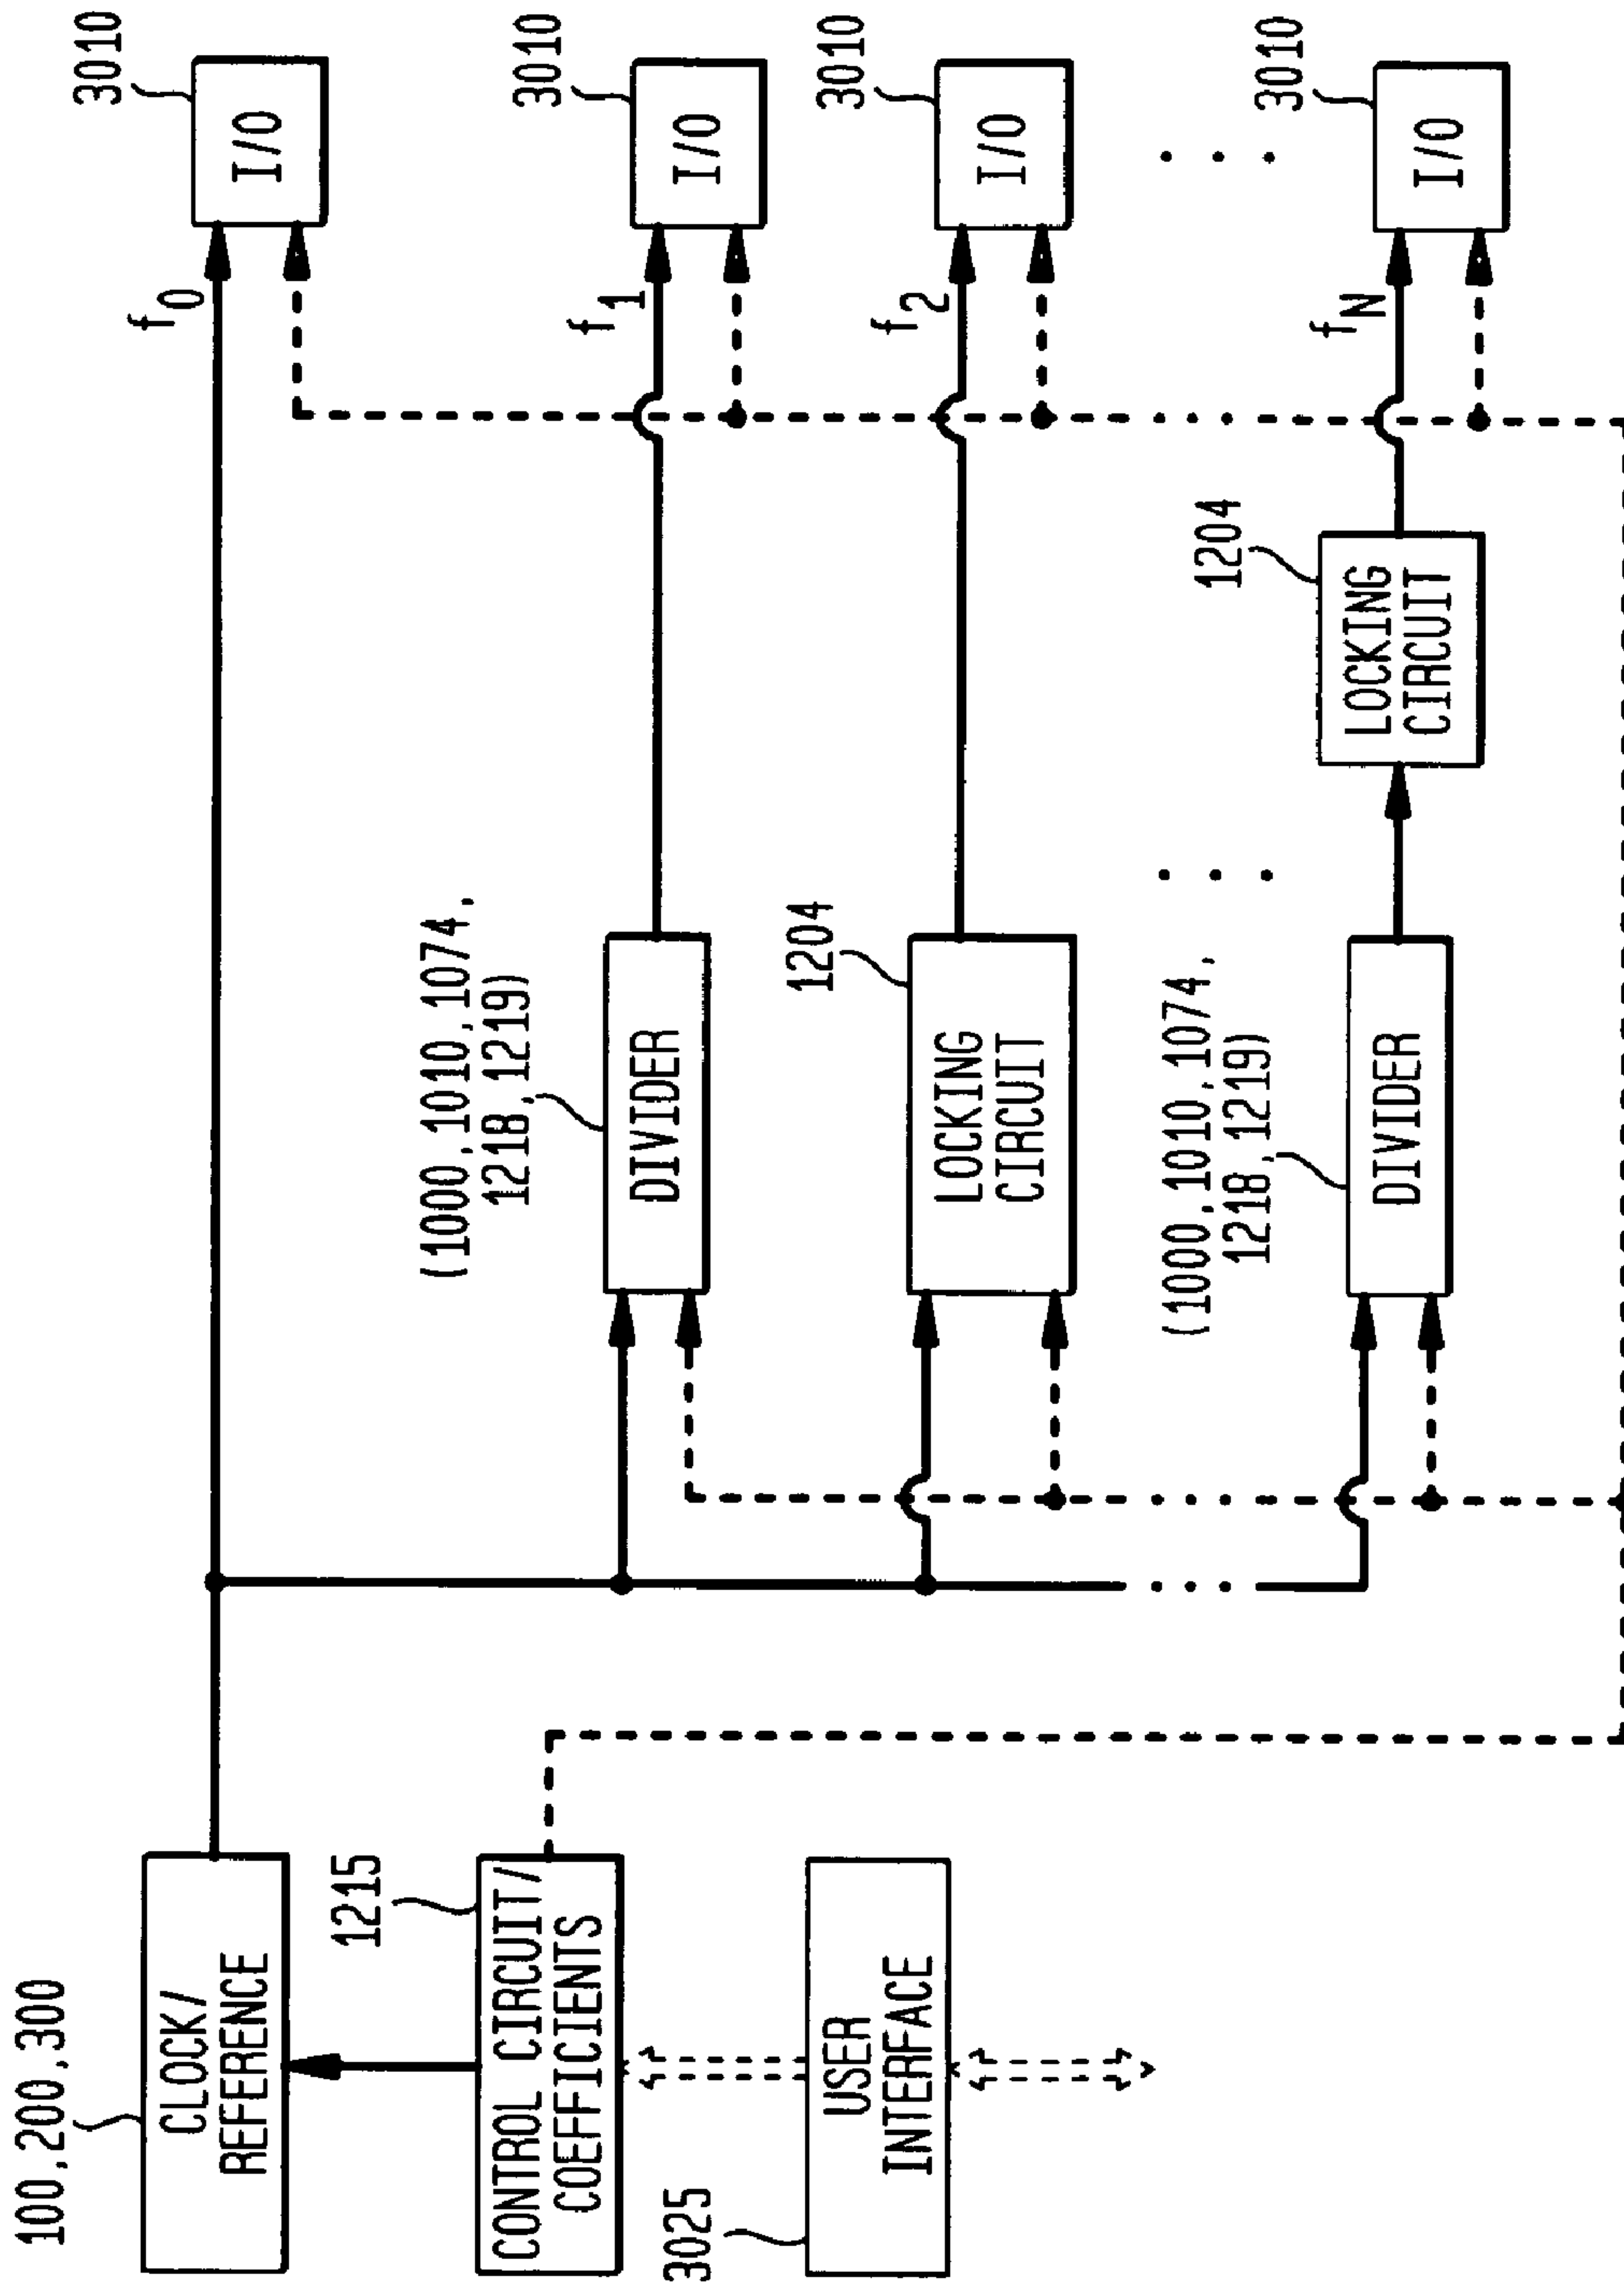 100,200,300
CLOCK/
REFERENCE
1215
CONTROL CIRCUIT/
COEFFICIENTS
3025
USER
INTERFACE
f0
3010
I/O
(1000,1010,1074,
1218,1219)
DIVIDER
f1
3010
I/O
1204
LOCKING
CIRCUIT
f2
3010
I/O
(1000,1010,1074,
1218,1219)
DIVIDER
1204
LOCKING
CIRCUIT
fN
3010
I/O